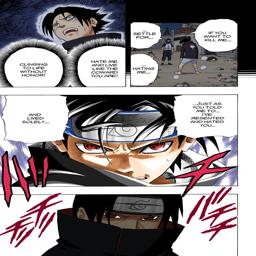 IF YOU
WANT TO
KILL ME...
SETTLE
FOR...
HATING
ME...
HATE ME
AND LIVE
LIKE THE
COWARD
YOU ARE!
CLINGING
TO LIFE
WITHOUT
HONOR!
JUST AS
YOU TOLD
ME TO...
I'VE
RESENTED
AND HATED
YOU...
AND
LIVED
SOLELY...